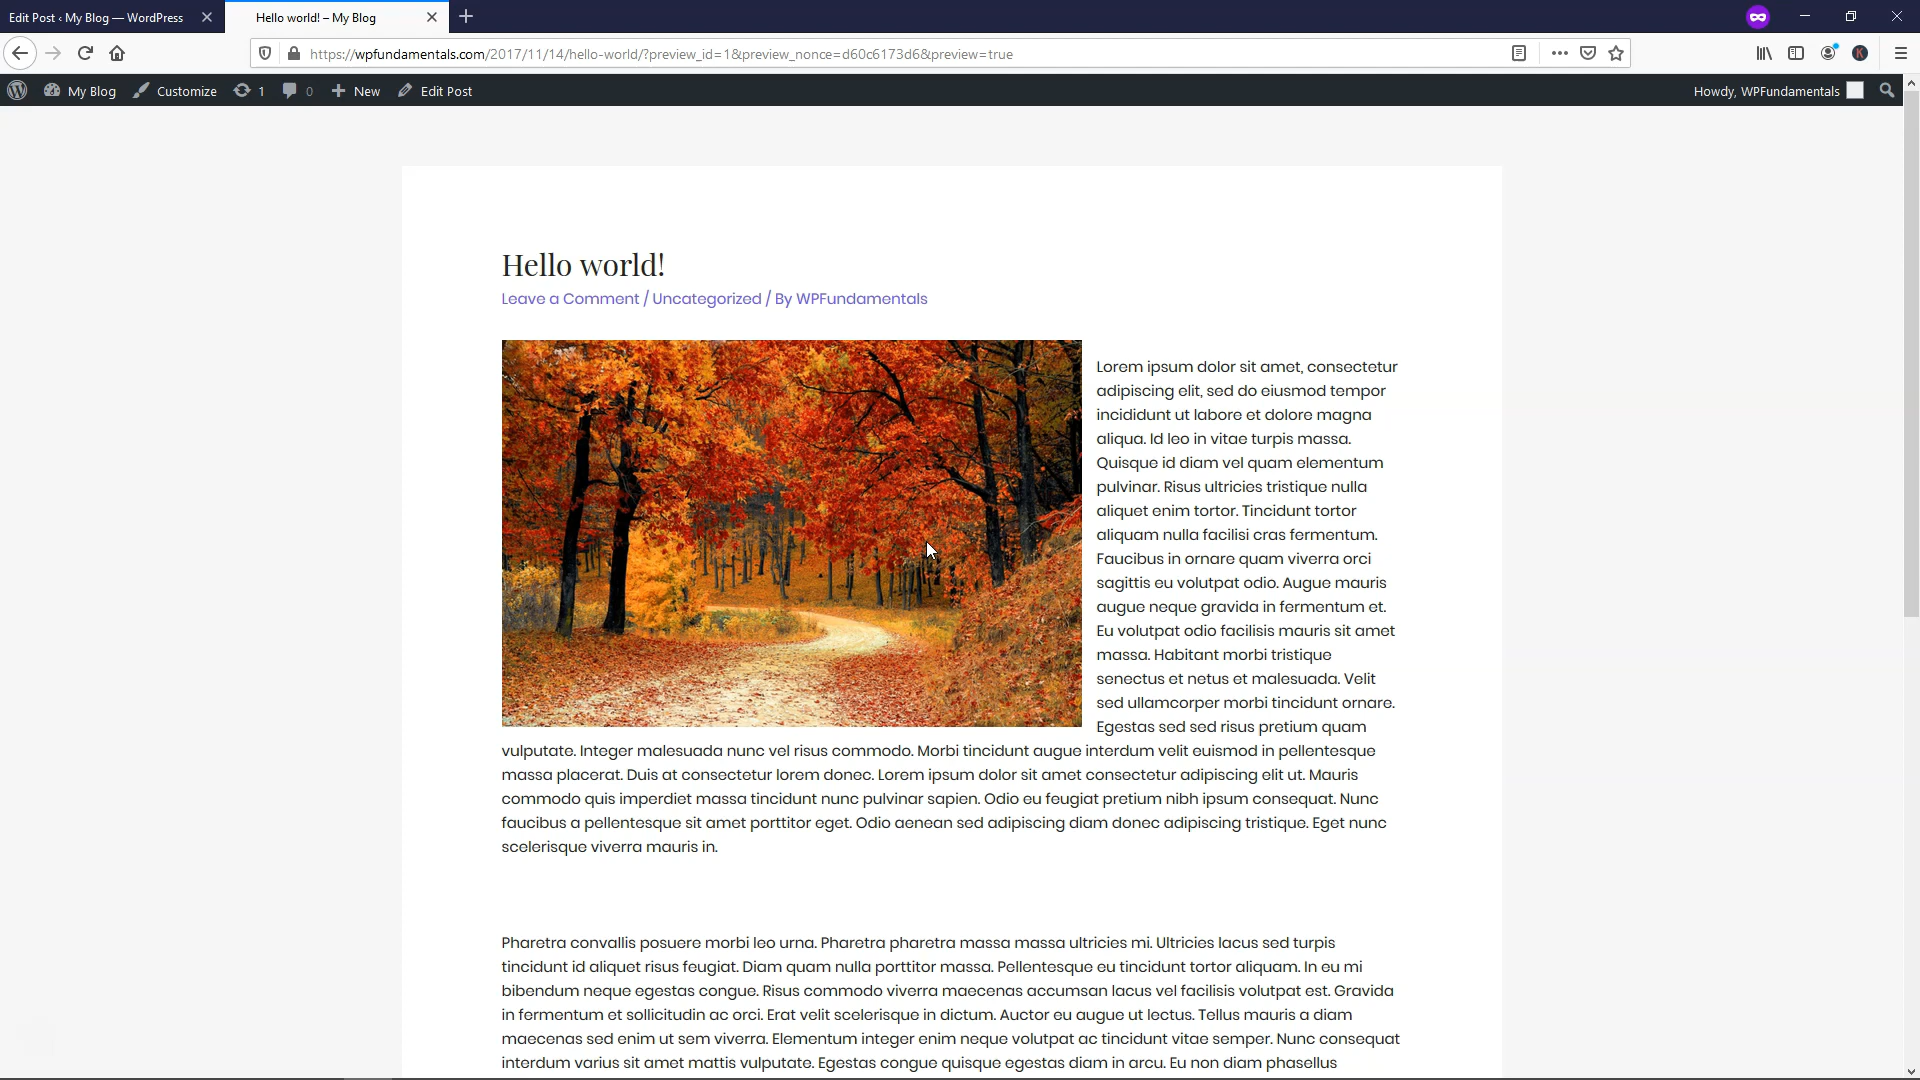 Edit Post ‹ My Blog — WordPress
Hello world! – My Blog
https://wpfundamentals.com/2017/11/14/hello-world/?preview_id=1&preview_nonce=d60c6173d6&preview=true
My Blog
Customize
1
0
New
Edit Post
Howdy, WPFundamentals
Hello world!
Leave a Comment / Uncategorized / By WPFundamentals
Lorem ipsum dolor sit amet, consectetur
adipiscing elit, sed do eiusmod tempor
incididunt ut labore et dolore magna
aliqua. Id leo in vitae turpis massa.
Quisque id diam vel quam elementum
pulvinar. Risus ultricies tristique nulla
aliquet enim tortor. Tincidunt tortor
aliquam nulla facilisi cras fermentum.
Faucibus in ornare quam viverra orci
sagittis eu volutpat odio. Augue mauris
augue neque gravida in fermentum et.
Eu volutpat odio facilisis mauris sit amet
massa. Habitant morbi tristique
senectus et netus et malesuada. Velit
sed ullamcorper morbi tincidunt ornare.
Egestas sed sed risus pretium quam
vulputate. Integer malesuada nunc vel risus commodo. Morbi tincidunt augue interdum velit euismod in pellentesque
massa placerat. Duis at consectetur lorem donec. Lorem ipsum dolor sit amet consectetur adipiscing elit ut. Mauris
commodo quis imperdiet massa tincidunt nunc pulvinar sapien. Odio eu feugiat pretium nibh ipsum consequat. Nunc
faucibus a pellentesque sit amet porttitor eget. Odio aenean sed adipiscing diam donec adipiscing tristique. Eget nunc
scelerisque viverra mauris in.
Pharetra convallis posuere morbi leo urna. Pharetra pharetra massa massa ultricies mi. Ultricies lacus sed turpis
tincidunt id aliquet risus feugiat. Diam quam nulla porttitor massa. Pellentesque eu tincidunt tortor aliquam. In eu mi
bibendum neque egestas congue. Risus commodo viverra maecenas accumsan lacus vel facilisis volutpat est. Gravida
in fermentum et sollicitudin ac orci. Erat velit scelerisque in dictum. Auctor eu augue ut lectus. Tellus mauris a diam
maecenas sed enim ut sem viverra. Elementum integer enim neque volutpat ac tincidunt vitae semper. Nunc consequat
interdum varius sit amet mattis vulputate. Egestas congue quisque egestas diam in arcu. Eu non diam phasellus